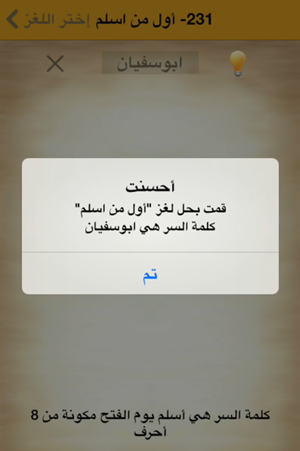 231- أول من اسلم إختر اللغز
ابوسفيان
أحسنت
قمت بحل لغز "أول من اسلم"
كلمة السر هي ابوسفيان
تم
كلمة السر هي أسلم يوم الفتح مكونة من 8
أحرف